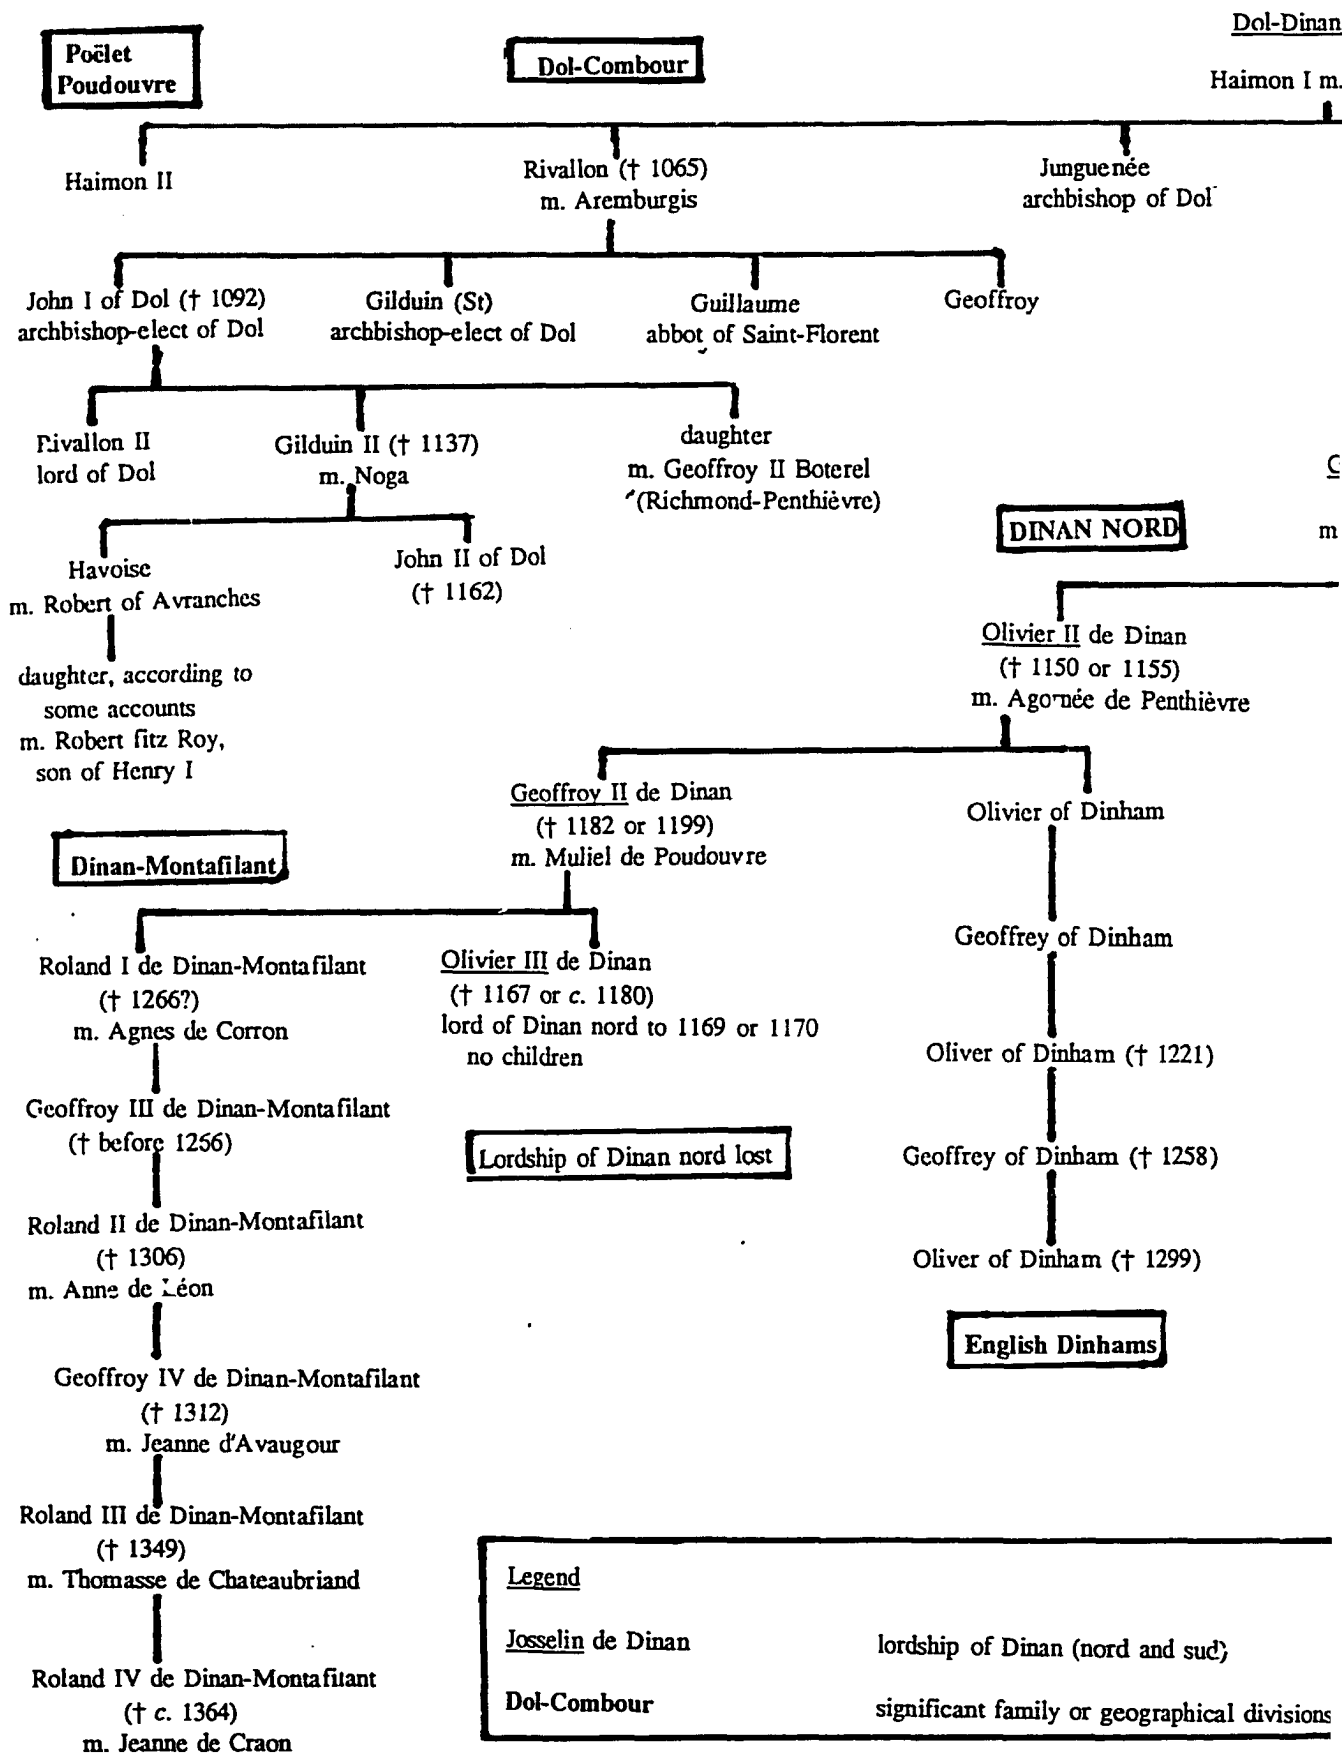 Dol-Dinan
Poëlet
Poudouvre
Dol-Combour
Haimon I m.
Haimon II
Rivallon († 1065)
m. Aremburgis
Junguenée
archbishop of Dol
John I of Dol († 1092)
archbishop-elect of Dol
Gilduin (St)
archbishop-elect of Dol
Guillaume
abbot of Saint-Florent
Geoffroy
Rivallon II
lord of Dol
Gilduin II († 1137)
m. Noga
daughter
m. Geoffroy II Boterel
(Richmond-Penthièvre)
DINAN NORD
m
Havoise
m. Robert of Avranches
John II of Dol
(† 1162)
daughter, according to
some accounts
m. Robert fitz Roy,
son of Henry I
Olivier II de Dinan
(† 1150 or 1155)
m. Agornée de Penthièvre
Geoffroy II de Dinan
(† 1182 or 1199)
m. Muliel de Poudouvre
Olivier of Dinham
Dinan-Montafilant
Geoffrey of Dinham
Roland I de Dinan-Montafilant
(† 1266?)
m. Agnes de Corron
Olivier III de Dinan
(† 1167 or c. 1180)
lord of Dinan nord to 1169 or 1170
no children
Oliver of Dinham († 1221)
Geoffroy III de Dinan-Montafilant
(† before 1256)
Lordship of Dinan nord lost
Geoffrey of Dinham († 1258)
Roland II de Dinan-Montafilant
(† 1306)
m. Anne de Léon
Oliver of Dinham († 1299)
English Dinhams
Geoffroy IV de Dinan-Montafilant
(† 1312)
m. Jeanne d'Avaugour
Roland III de Dinan-Montafilant
(† 1349)
m. Thomasse de Chateaubriand
Roland IV de Dinan-Montafilant
(† c. 1364)
m. Jeanne de Craon
Legend
Josselin de Dinan lordship of Dinan (nord and sud)
Dol-Combour significant family or geographical divisions